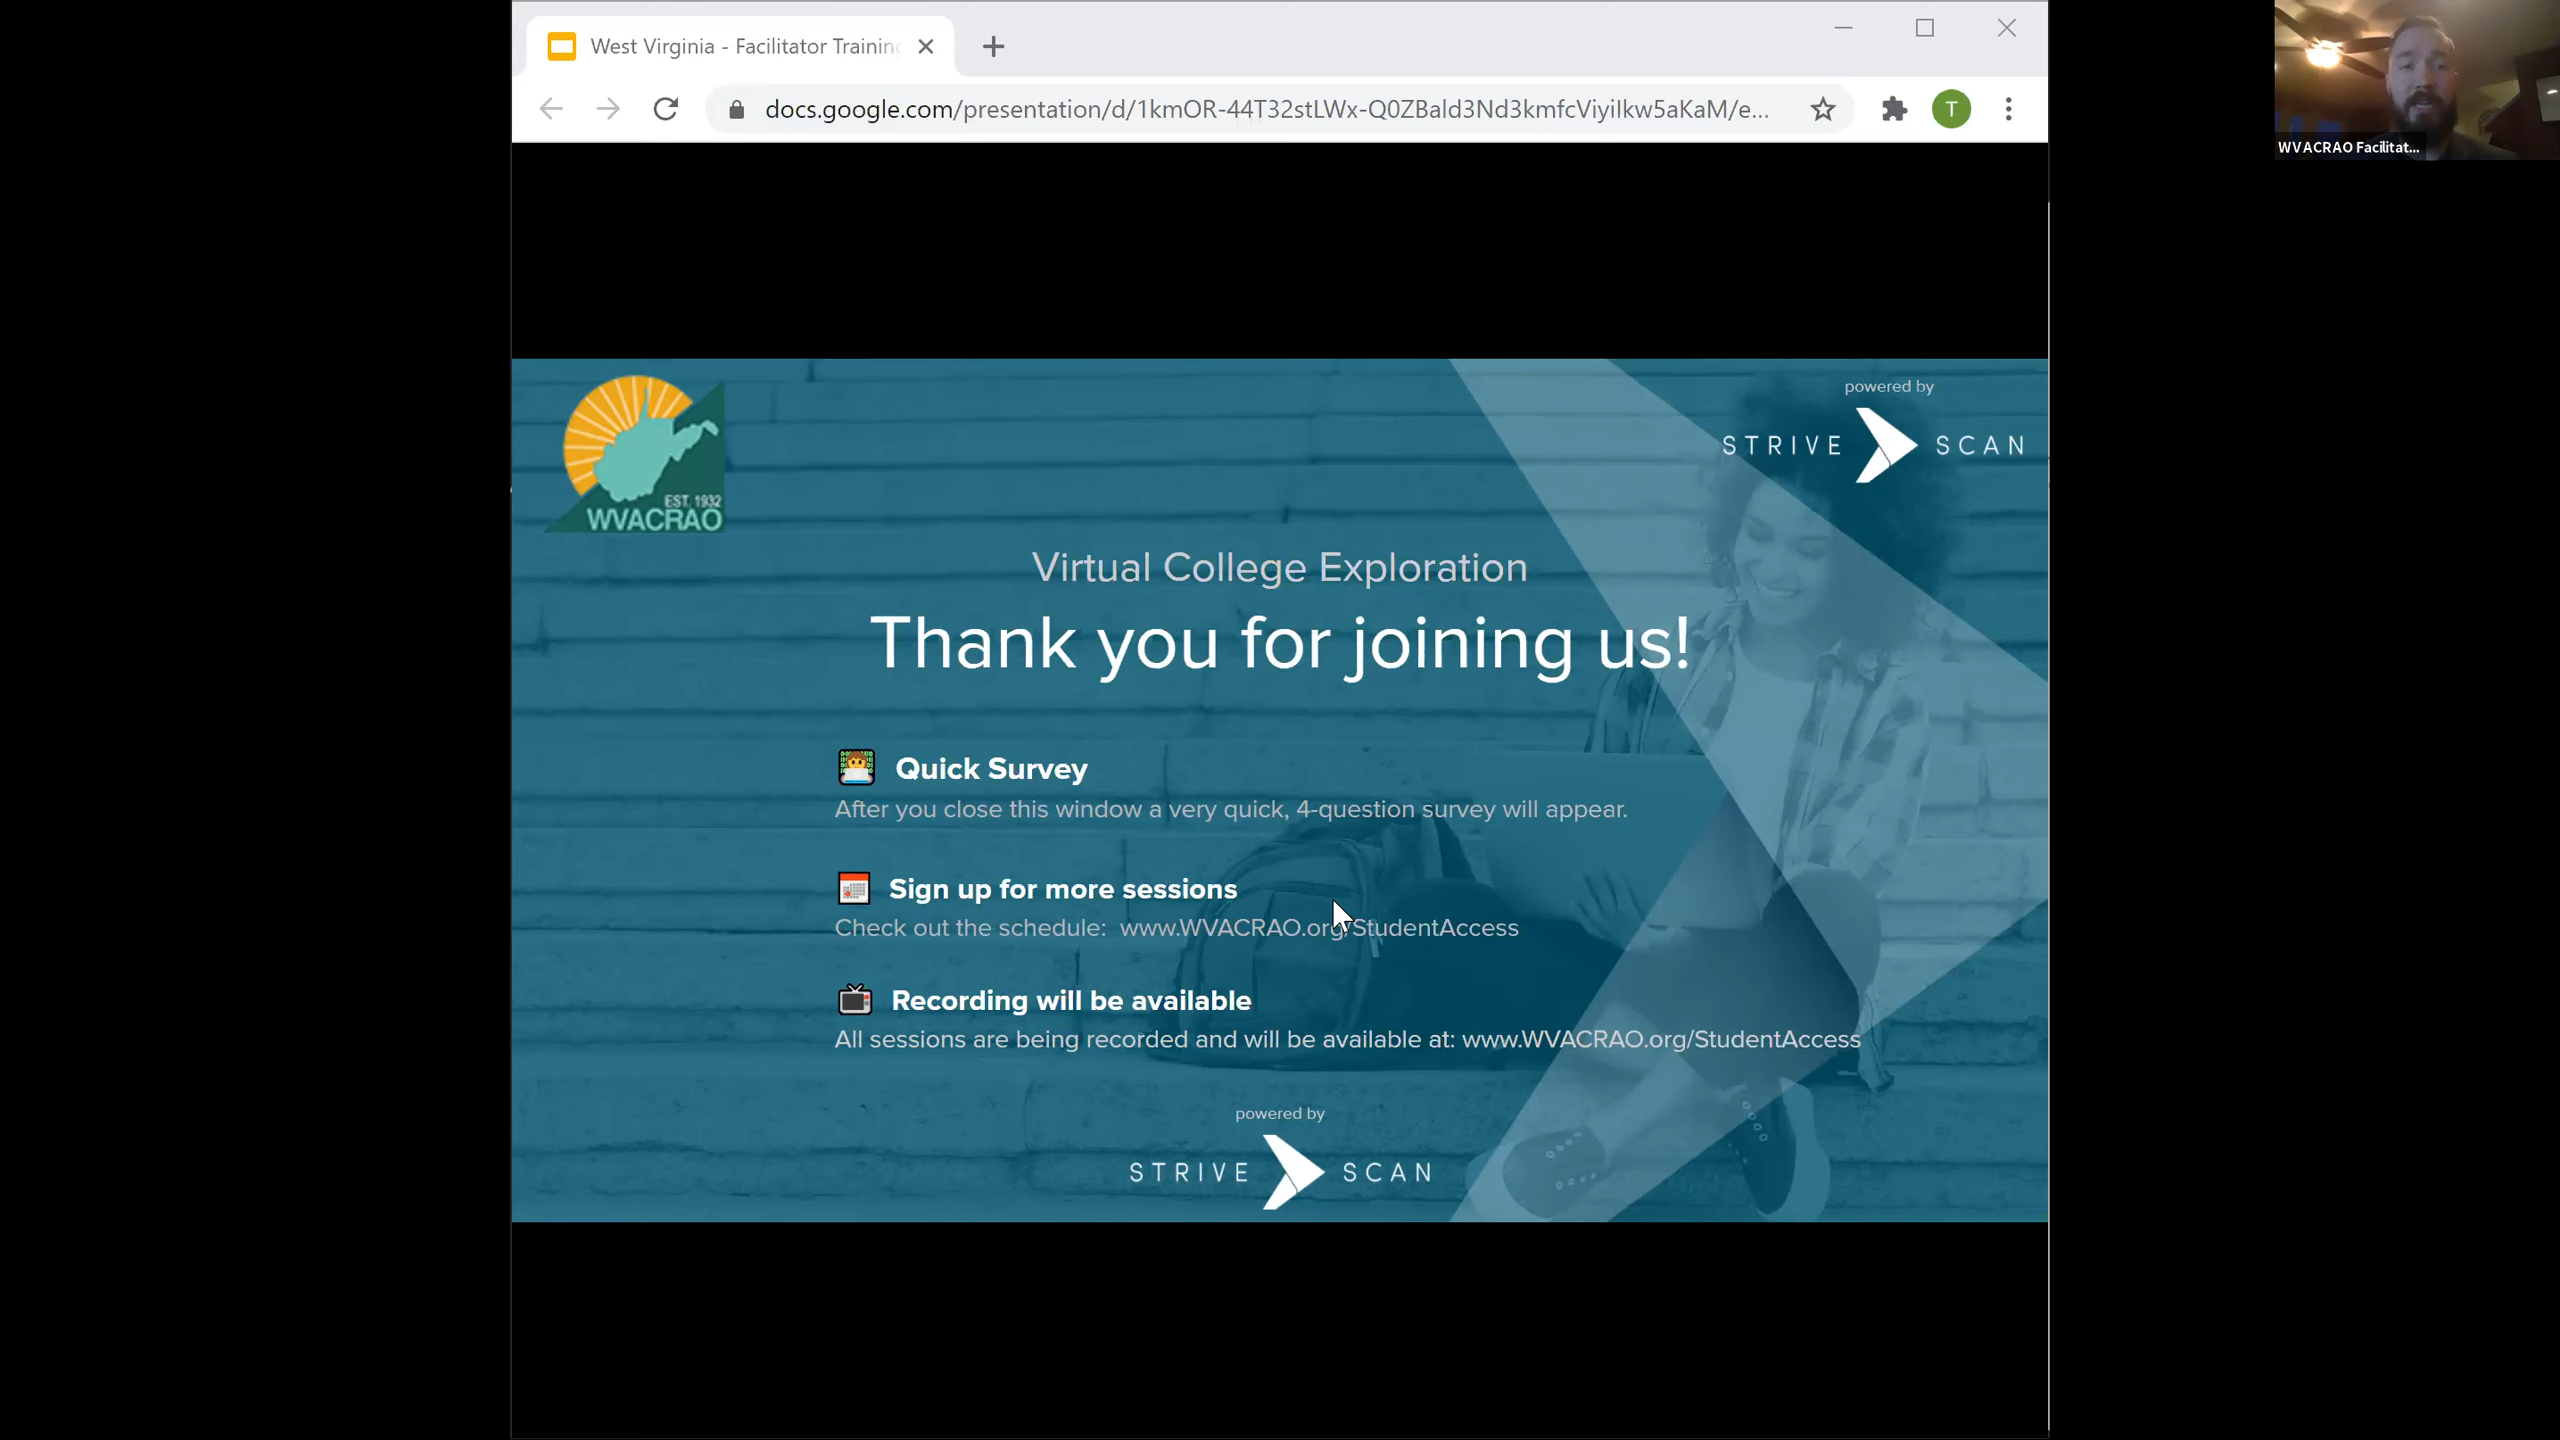 West Virginia - Facilitator Training
docs.google.com/presentation/d/1kmOR-44T32stLWx-Q0ZBald3Nd3kmfcViyiIkw5aKaM/e...
T
WVACRAO Facilitat...
EST. 1932
WVACRAO
powered by
STRIVE SCAN
Virtual College Exploration
Thank you for joining us!
Quick Survey
After you close this window a very quick, 4-question survey will appear.
Sign up for more sessions
Check out the schedule: www.WVACRAO.org/StudentAccess
Recording will be available
All sessions are being recorded and will be available at: www.WVACRAO.org/StudentAccess
powered by
STRIVE SCAN